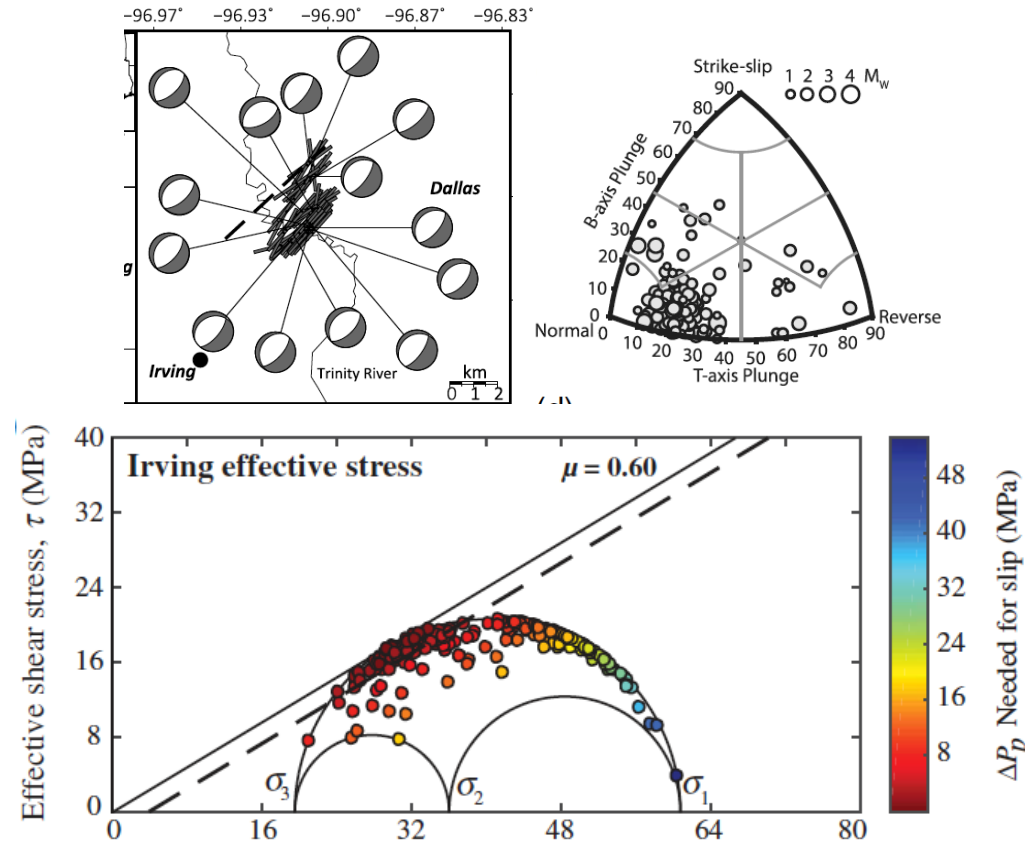 −96.97 −96.93 −96.90 −96.87 −96.83
Dallas
Irving
Trinity River
km
0 1 2
Strike-slip
1 2 3 4 Mw
90
80
70
60
50
40
30
20
10
0
B-axis Plunge
Normal
Reverse
0 10 20 30 40 50 60 70 80 90
T-axis Plunge
(d)
Irving effective stress
μ = 0.60
Effective shear stress, τ (MPa)
40
32
24
16
8
0
σ3
σ2
σ1
0 16 32 48 64 80
48
40
32
24
16
8
ΔPp Needed for slip (MPa)